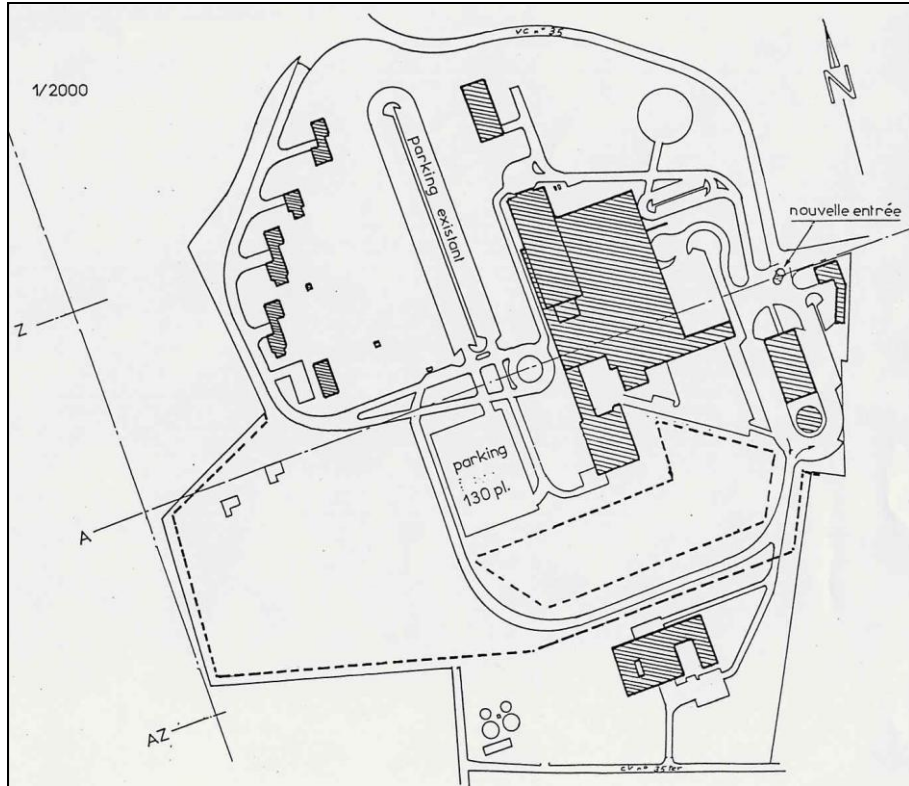 VC n° 35
1/2000
N
parking existant
nouvelle entrée
Z
parking
130 pl.
A
AZ
CV n° 35 ter